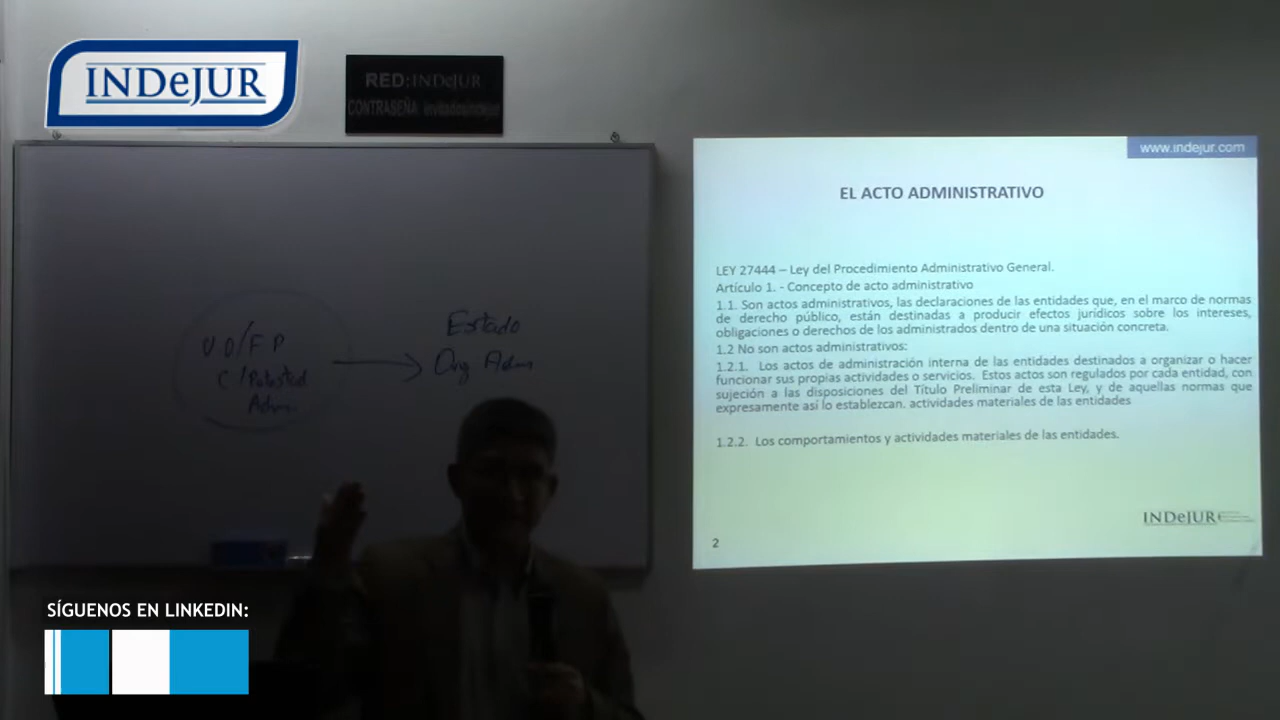 INDeJUR
RED: INDeJUR
CONTRASEÑA:
www.indejur.com
EL ACTO ADMINISTRATIVO
LEY 27444 – Ley del Procedimiento Administrativo General.
Artículo 1. - Concepto de acto administrativo
1.1. Son actos administrativos, las declaraciones de las entidades que, en el marco de normas
de derecho público, están destinadas a producir efectos jurídicos sobre los intereses,
obligaciones o derechos de los administrados dentro de una situación concreta.
1.2 No son actos administrativos:
1.2.1. Los actos de administración interna de las entidades destinados a organizar o hacer
funcionar sus propias actividades o servicios. Estos actos son regulados por cada entidad, con
sujeción a las disposiciones del Título Preliminar de esta Ley, y de aquellas normas que
expresamente así lo establezcan. actividades materiales de las entidades
1.2.2. Los comportamientos y actividades materiales de las entidades.
INDeJUR
2
Estado
Org Adm
F P
C/Potestad
Adm
SÍGUENOS EN LINKEDIN: